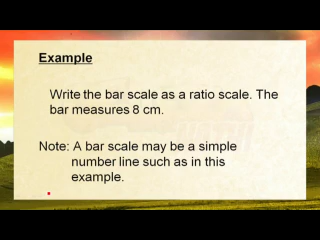 Example
Write the bar scale as a ratio scale. The
bar measures 8 cm.
Note: A bar scale may be a simple
number line such as in this
example.